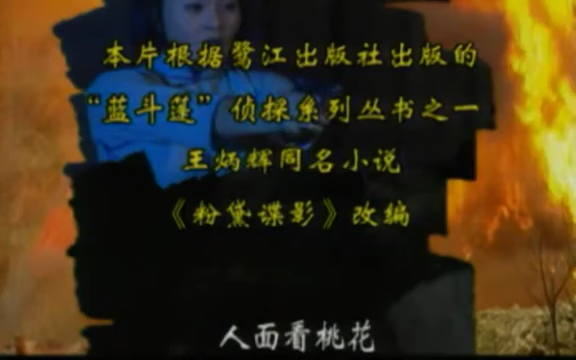 本片根据鹭江出版社出版的
“蓝斗蓬”侦探系列丛书之一
王炳辉同名小说
《粉黛谍影》改编
人面看桃花